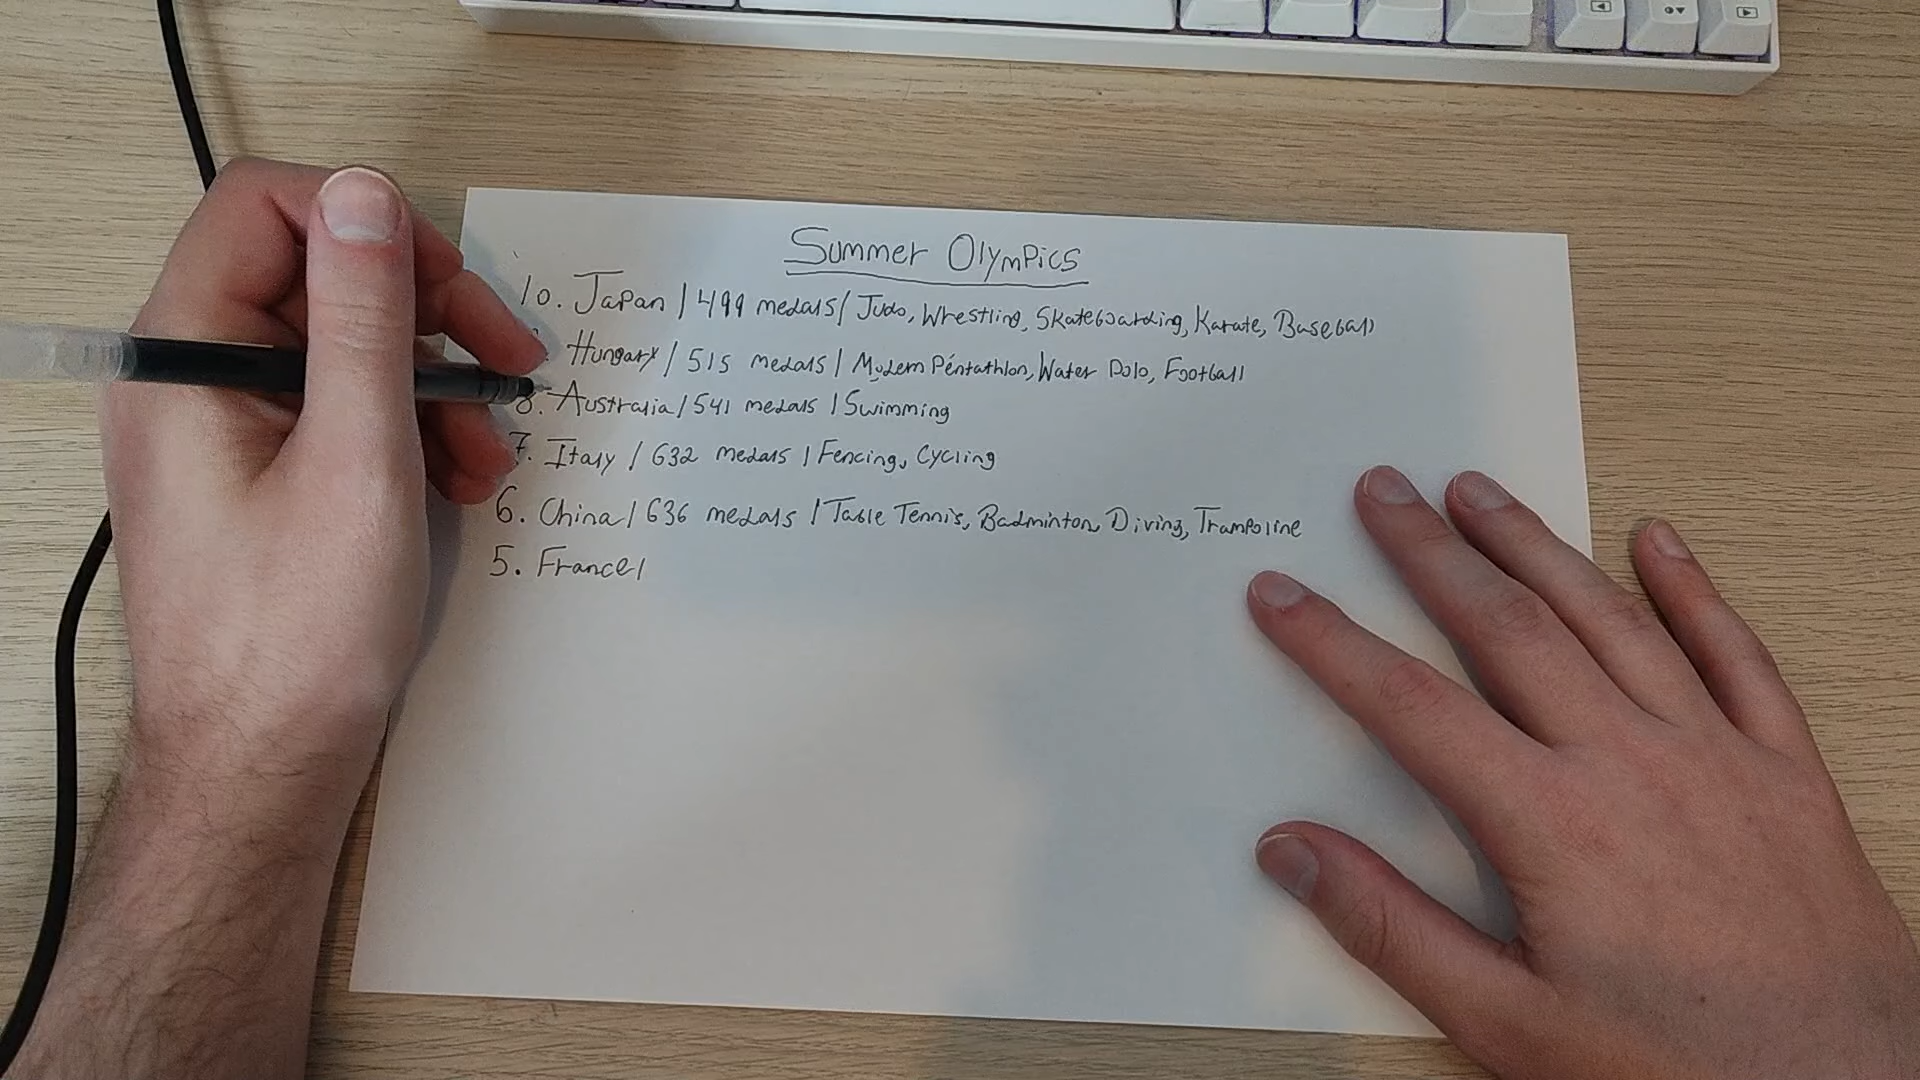 Summer Olympics
10. Japan / 499 medals / Judo, Wrestling, Skateboarding, Karate, Baseball
Hungary / 515 medals / Modern Pentathlon, Water Polo, Football
8. Australia / 541 medals / Swimming
7. Italy / 632 medals / Fencing, Cycling
6. China / 636 medals / Table Tennis, Badminton, Diving, Trampoline
5. France /